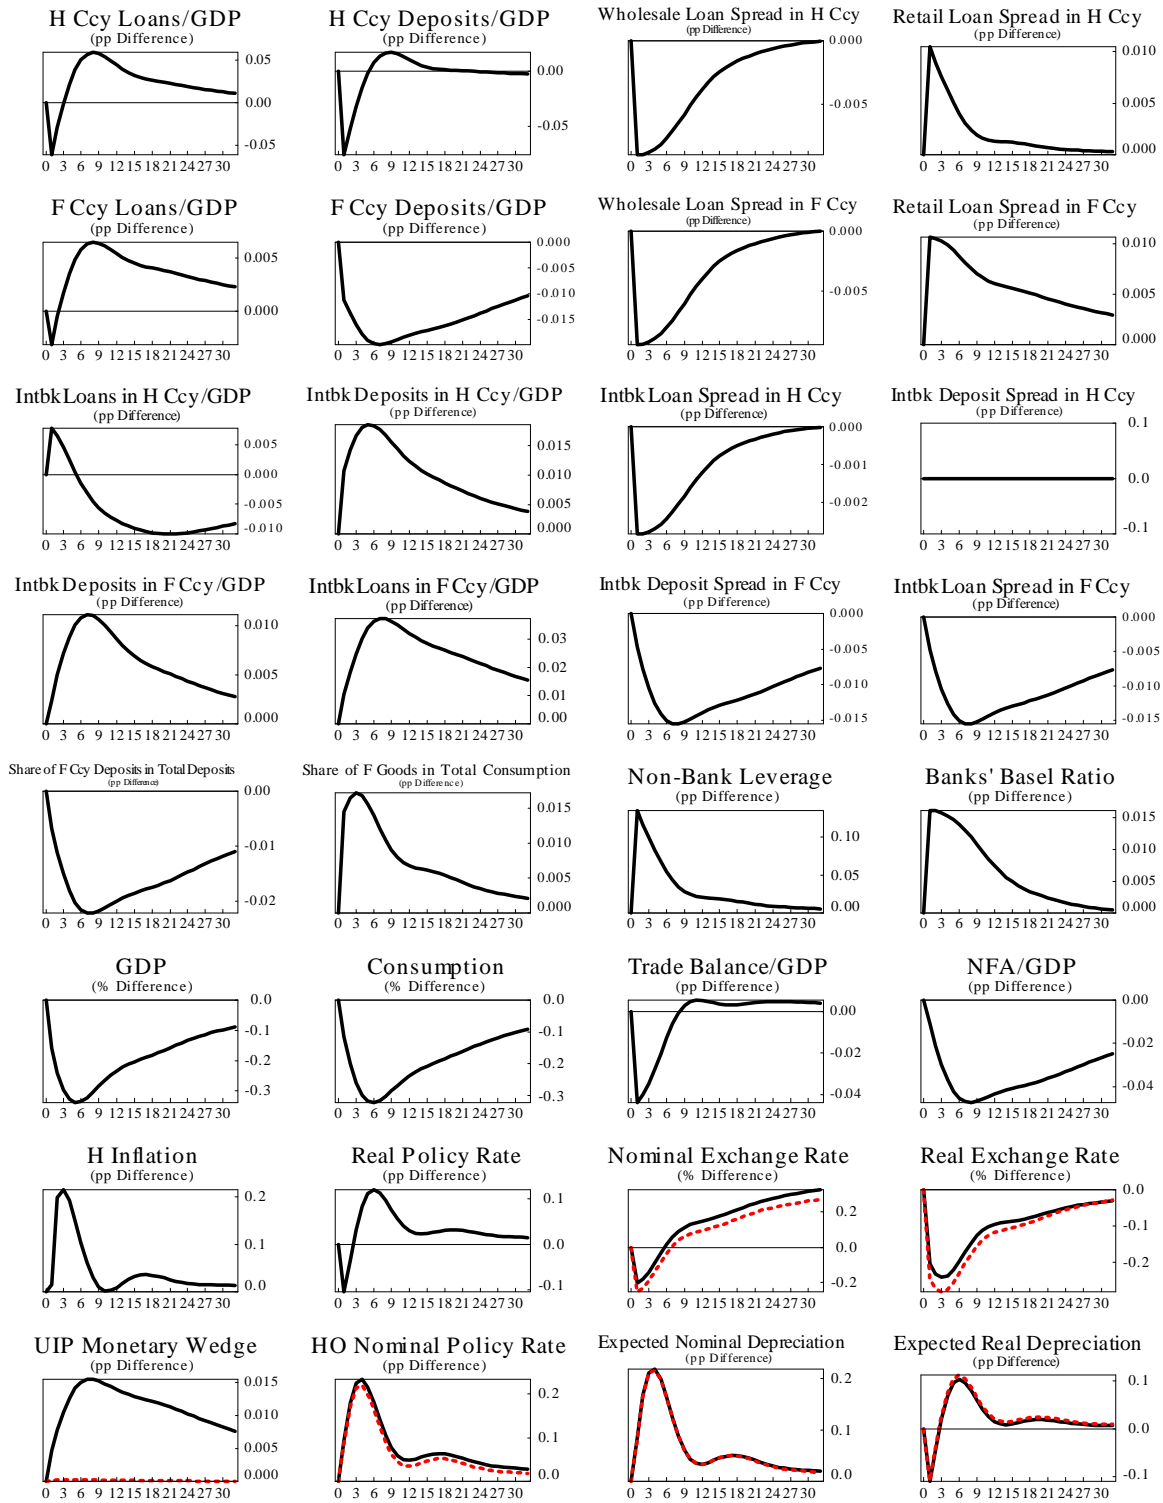 H Ccy Loans/GDP
(pp Difference)
0.05
0.00
-0.05
0 3 6 9 12 15 18 21 24 27 30
H Ccy Deposits/GDP
(pp Difference)
0.00
-0.05
0 3 6 9 12 15 18 21 24 27 30
Wholesale Loan Spread in H Ccy
(pp Difference)
0.000
-0.005
0 3 6 9 12 15 18 21 24 27 30
Retail Loan Spread in H Ccy
(pp Difference)
0.010
0.005
0.000
0 3 6 9 12 15 18 21 24 27 30
F Ccy Loans/GDP
(pp Difference)
0.005
0.000
0 3 6 9 12 15 18 21 24 27 30
F Ccy Deposits/GDP
(pp Difference)
0.000
-0.005
-0.010
-0.015
0 3 6 9 12 15 18 21 24 27 30
Wholesale Loan Spread in F Ccy
(pp Difference)
0.000
-0.005
0 3 6 9 12 15 18 21 24 27 30
Retail Loan Spread in F Ccy
(pp Difference)
0.010
0.005
0.000
0 3 6 9 12 15 18 21 24 27 30
Intbk Loans in H Ccy/GDP
(pp Difference)
0.005
0.000
-0.005
-0.010
0 3 6 9 12 15 18 21 24 27 30
Intbk Deposits in H Ccy/GDP
(pp Difference)
0.015
0.010
0.005
0.000
0 3 6 9 12 15 18 21 24 27 30
Intbk Loan Spread in H Ccy
(pp Difference)
0.000
-0.001
-0.002
0 3 6 9 12 15 18 21 24 27 30
Intbk Deposit Spread in H Ccy
(pp Difference)
0.1
0.0
-0.1
0 3 6 9 12 15 18 21 24 27 30
Intbk Deposits in F Ccy/GDP
(pp Difference)
0.010
0.005
0.000
0 3 6 9 12 15 18 21 24 27 30
Intbk Loans in F Ccy/GDP
(pp Difference)
0.03
0.02
0.01
0.00
0 3 6 9 12 15 18 21 24 27 30
Intbk Deposit Spread in F Ccy
(pp Difference)
0.000
-0.005
-0.010
-0.015
0 3 6 9 12 15 18 21 24 27 30
Intbk Loan Spread in F Ccy
(pp Difference)
0.000
-0.005
-0.010
-0.015
0 3 6 9 12 15 18 21 24 27 30
Share of F Ccy Deposits in Total Deposits
(pp Difference)
0.00
-0.01
-0.02
0 3 6 9 12 15 18 21 24 27 30
Share of F Goods in Total Consumption
(pp Difference)
0.015
0.010
0.005
0.000
0 3 6 9 12 15 18 21 24 27 30
Non-Bank Leverage
(pp Difference)
0.10
0.05
0.00
0 3 6 9 12 15 18 21 24 27 30
Banks' Basel Ratio
(pp Difference)
0.015
0.010
0.005
0.000
0 3 6 9 12 15 18 21 24 27 30
GDP
(% Difference)
0.0
-0.1
-0.2
-0.3
0 3 6 9 12 15 18 21 24 27 30
Consumption
(% Difference)
0.0
-0.1
-0.2
-0.3
0 3 6 9 12 15 18 21 24 27 30
Trade Balance/GDP
(pp Difference)
0.00
-0.02
-0.04
0 3 6 9 12 15 18 21 24 27 30
NFA/GDP
(pp Difference)
0.00
-0.02
-0.04
0 3 6 9 12 15 18 21 24 27 30
H Inflation
(pp Difference)
0.2
0.1
0.0
0 3 6 9 12 15 18 21 24 27 30
Real Policy Rate
(pp Difference)
0.1
0.0
-0.1
0 3 6 9 12 15 18 21 24 27 30
Nominal Exchange Rate
(% Difference)
0.2
0.0
-0.2
0 3 6 9 12 15 18 21 24 27 30
Real Exchange Rate
(% Difference)
0.0
-0.1
-0.2
0 3 6 9 12 15 18 21 24 27 30
UIP Monetary Wedge
(pp Difference)
0.015
0.010
0.005
0.000
0 3 6 9 12 15 18 21 24 27 30
HO Nominal Policy Rate
(pp Difference)
0.2
0.1
0.0
0 3 6 9 12 15 18 21 24 27 30
Expected Nominal Depreciation
(pp Difference)
0.2
0.1
0.0
0 3 6 9 12 15 18 21 24 27 30
Expected Real Depreciation
(pp Difference)
0.1
0.0
-0.1
0 3 6 9 12 15 18 21 24 27 30